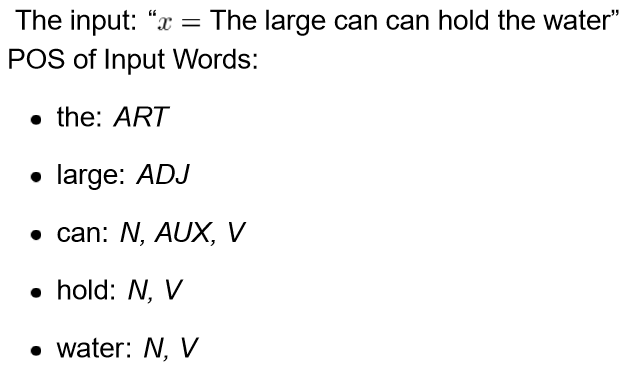 The input: “x = The large can can hold the water”
POS of Input Words:
• the: ART
• large: ADJ
• can: N, AUX, V
• hold: N, V
• water: N, V